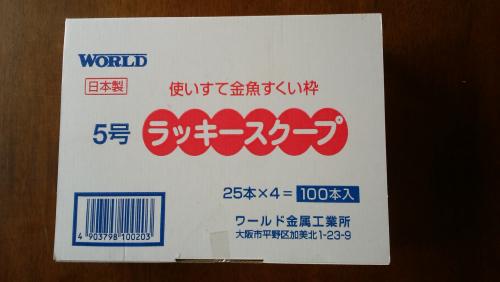 WORLD
日本製
使いすて金魚すくい枠
5号 ラッキースクープ
25本×4= 100本入
ワールド金属工業所
大阪市平野区加美北1-23-9
4 903798 100203